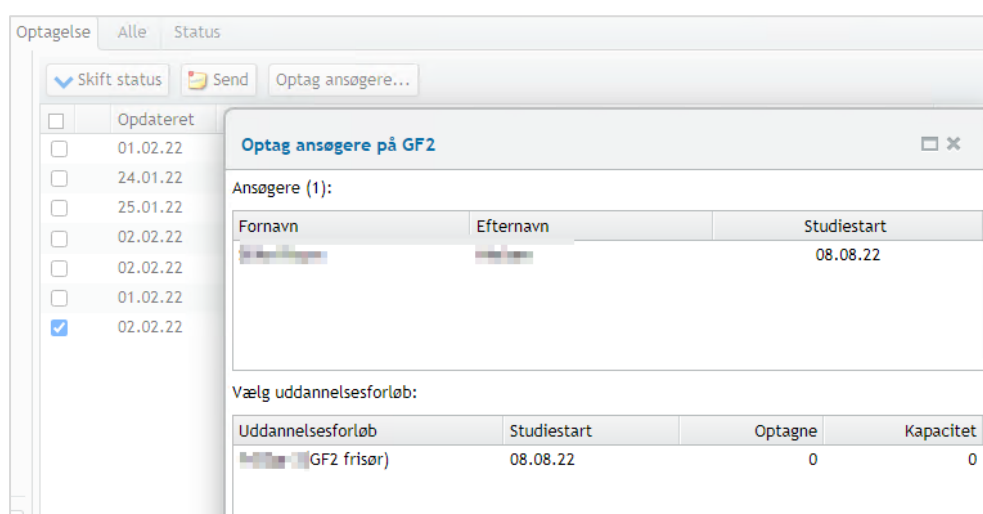 Optagelse Alle Status
Skift status Send Optag ansøgere...
Opdateret
01.02.22
24.01.22
25.01.22
02.02.22
02.02.22
01.02.22
02.02.22
Optag ansøgere på GF2
Ansøgere (1):
Fornavn Efternavn Studiestart
08.08.22
Vælg uddannelsesforløb:
Uddannelsesforløb Studiestart Optagne Kapacitet
(GF2 frisør) 08.08.22 0 0